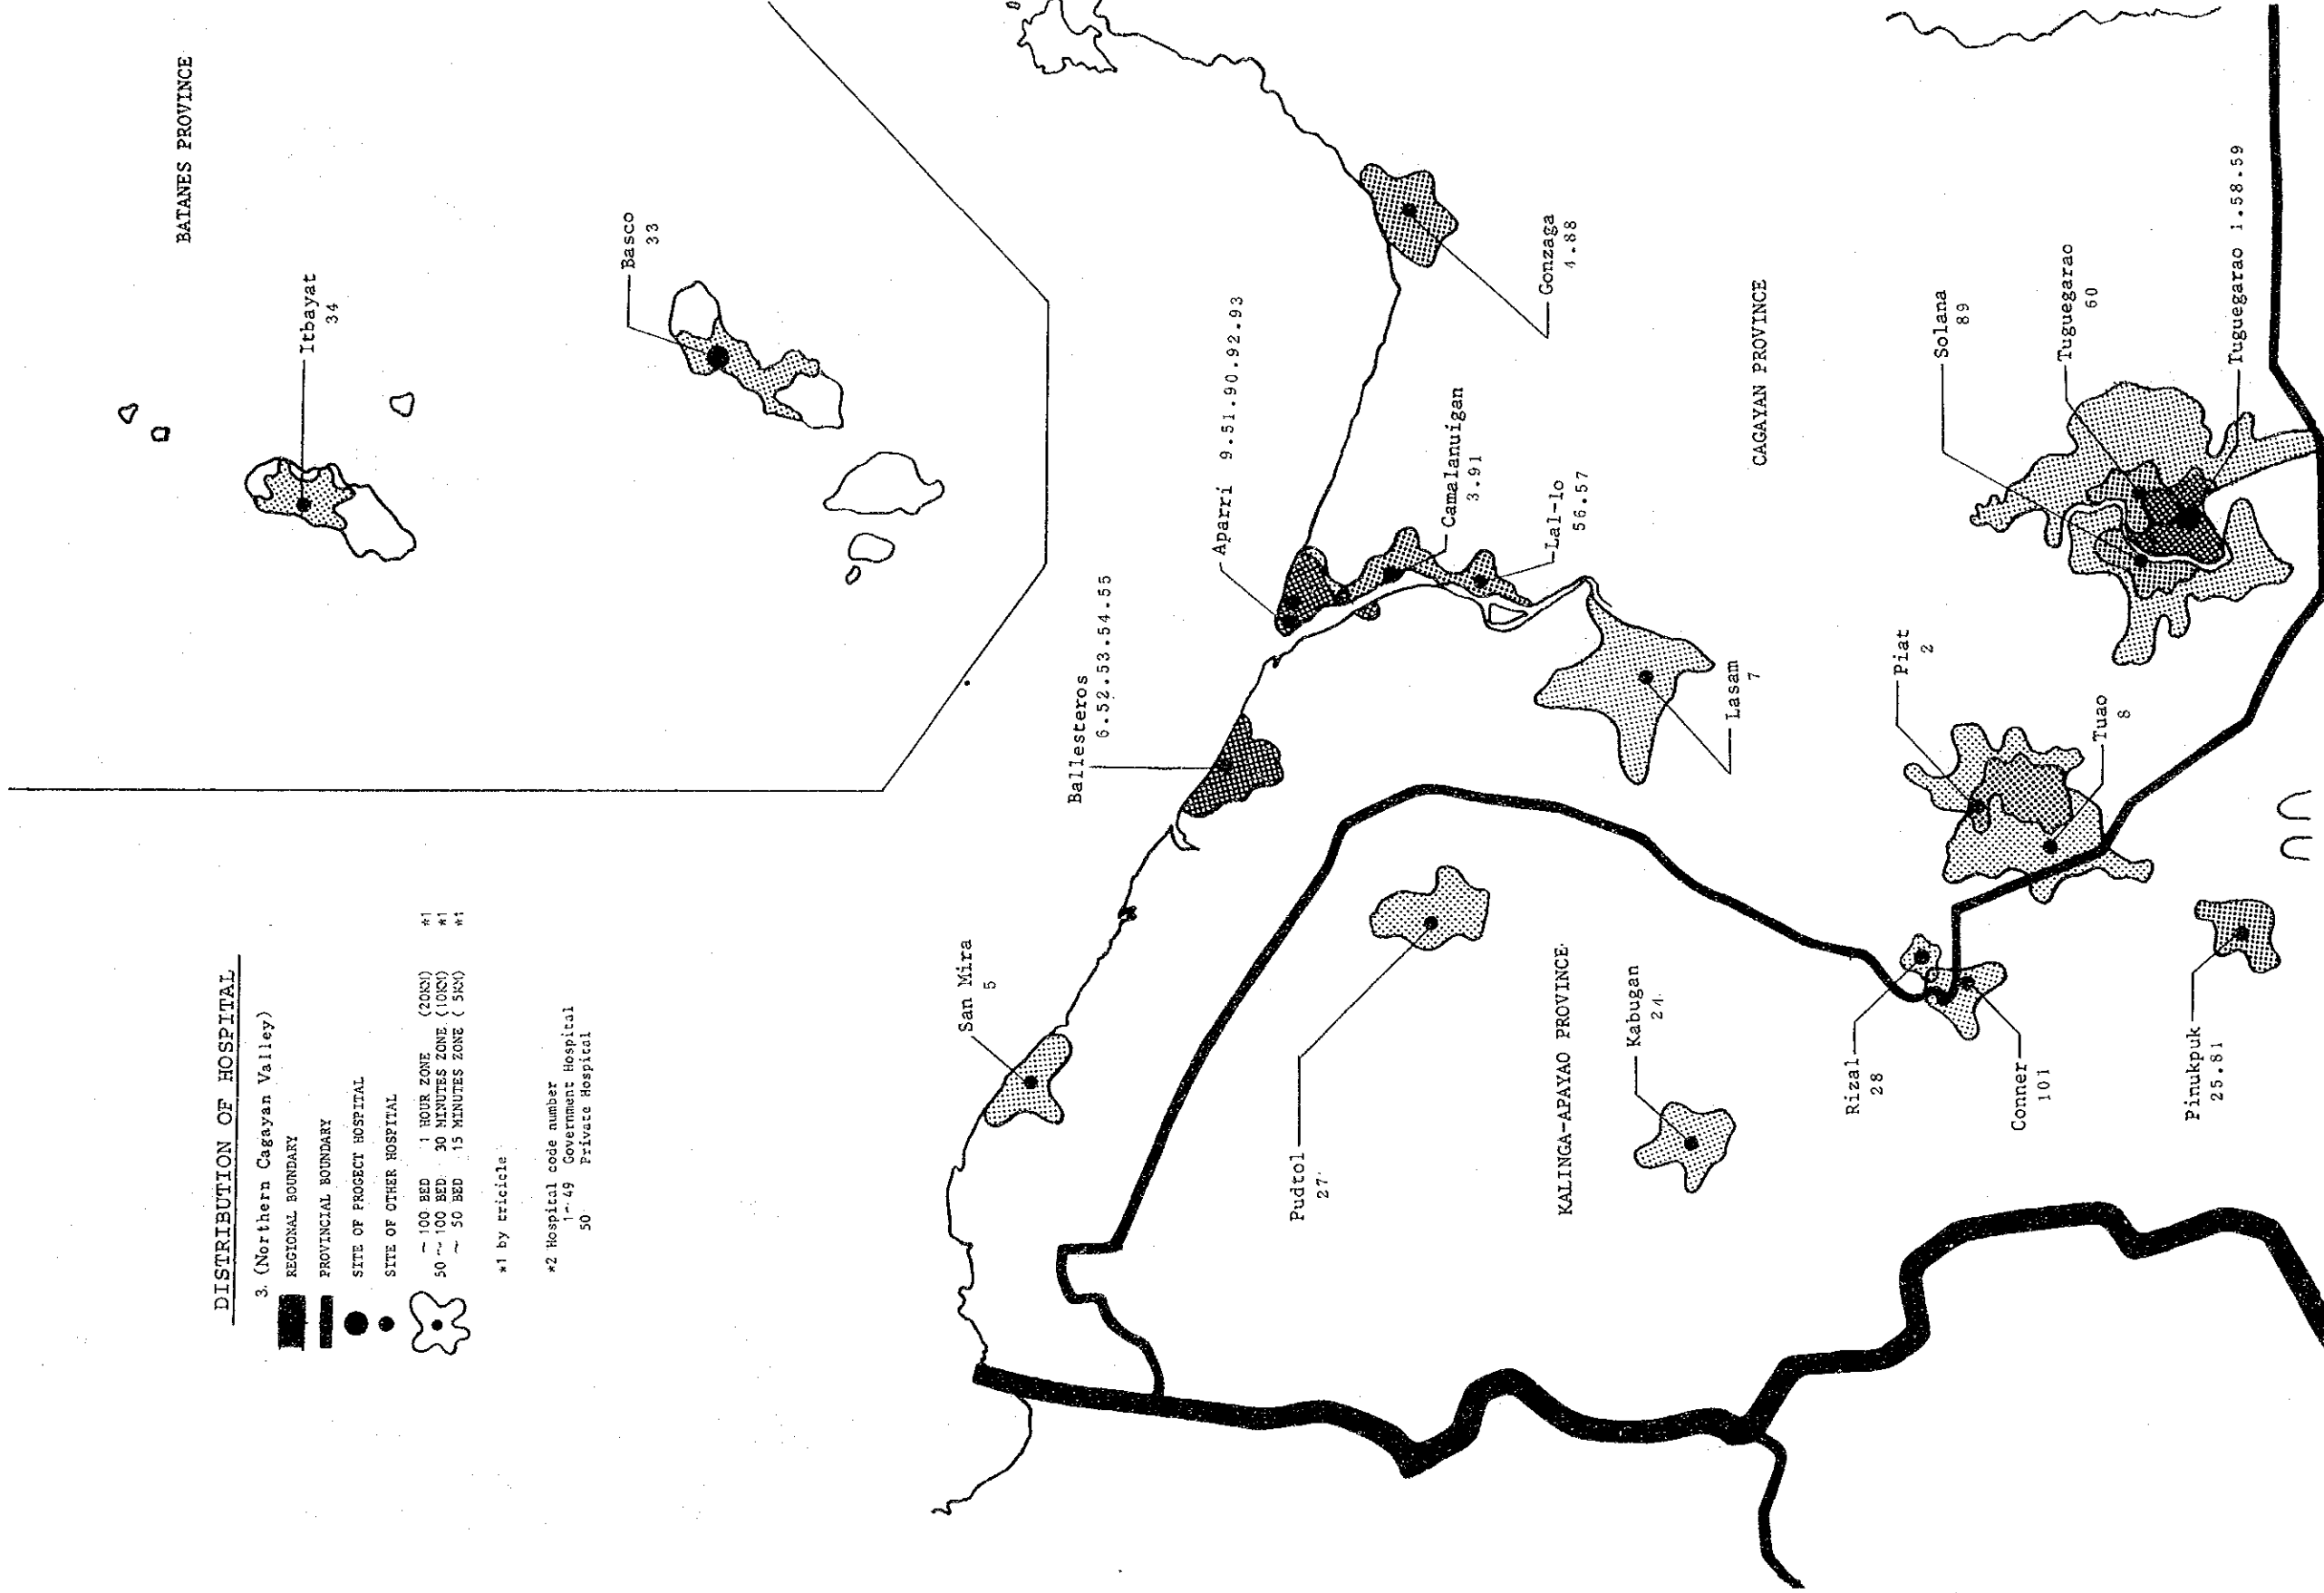 DISTRIBUTION OF HOSPITAL
3. (Northern Cagayan Valley)
REGIONAL BOUNDARY
PROVINCIAL BOUNDARY
SITE OF PROGECT HOSPITAL
SITE OF OTHER HOSPITAL
50 ~ 100 BED 1 HOUR ZONE (20KM) *1
50 ~ 100 BED 30 MINUTES ZONE (10KM) *1
~ 50 BED 15 MINUTES ZONE ( 5KM) *1
*1 by tricicle
*2 Hospital code number
1--49 Government Hospital
50 Private Hospital
BATANES PROVINCE
Itbayat
34
Basco
33
San Mira
5
Ballesteros
6.52.53.54.55
Aparri 9.51.90.92.93
Camalanuigan
3.91
Lal-lo
56.57
Gonzaga
4.88
Lasam
7
Pudtol
27
KALINGA-APAYAO PROVINCE
Kabugan
24
CAGAYAN PROVINCE
Rizal
28
Conner
101
Pinukpuk
25.81
Piat
2
Tuao
8
Solana
89
Tuguegarao
60
Tuguegarao 1.58.59